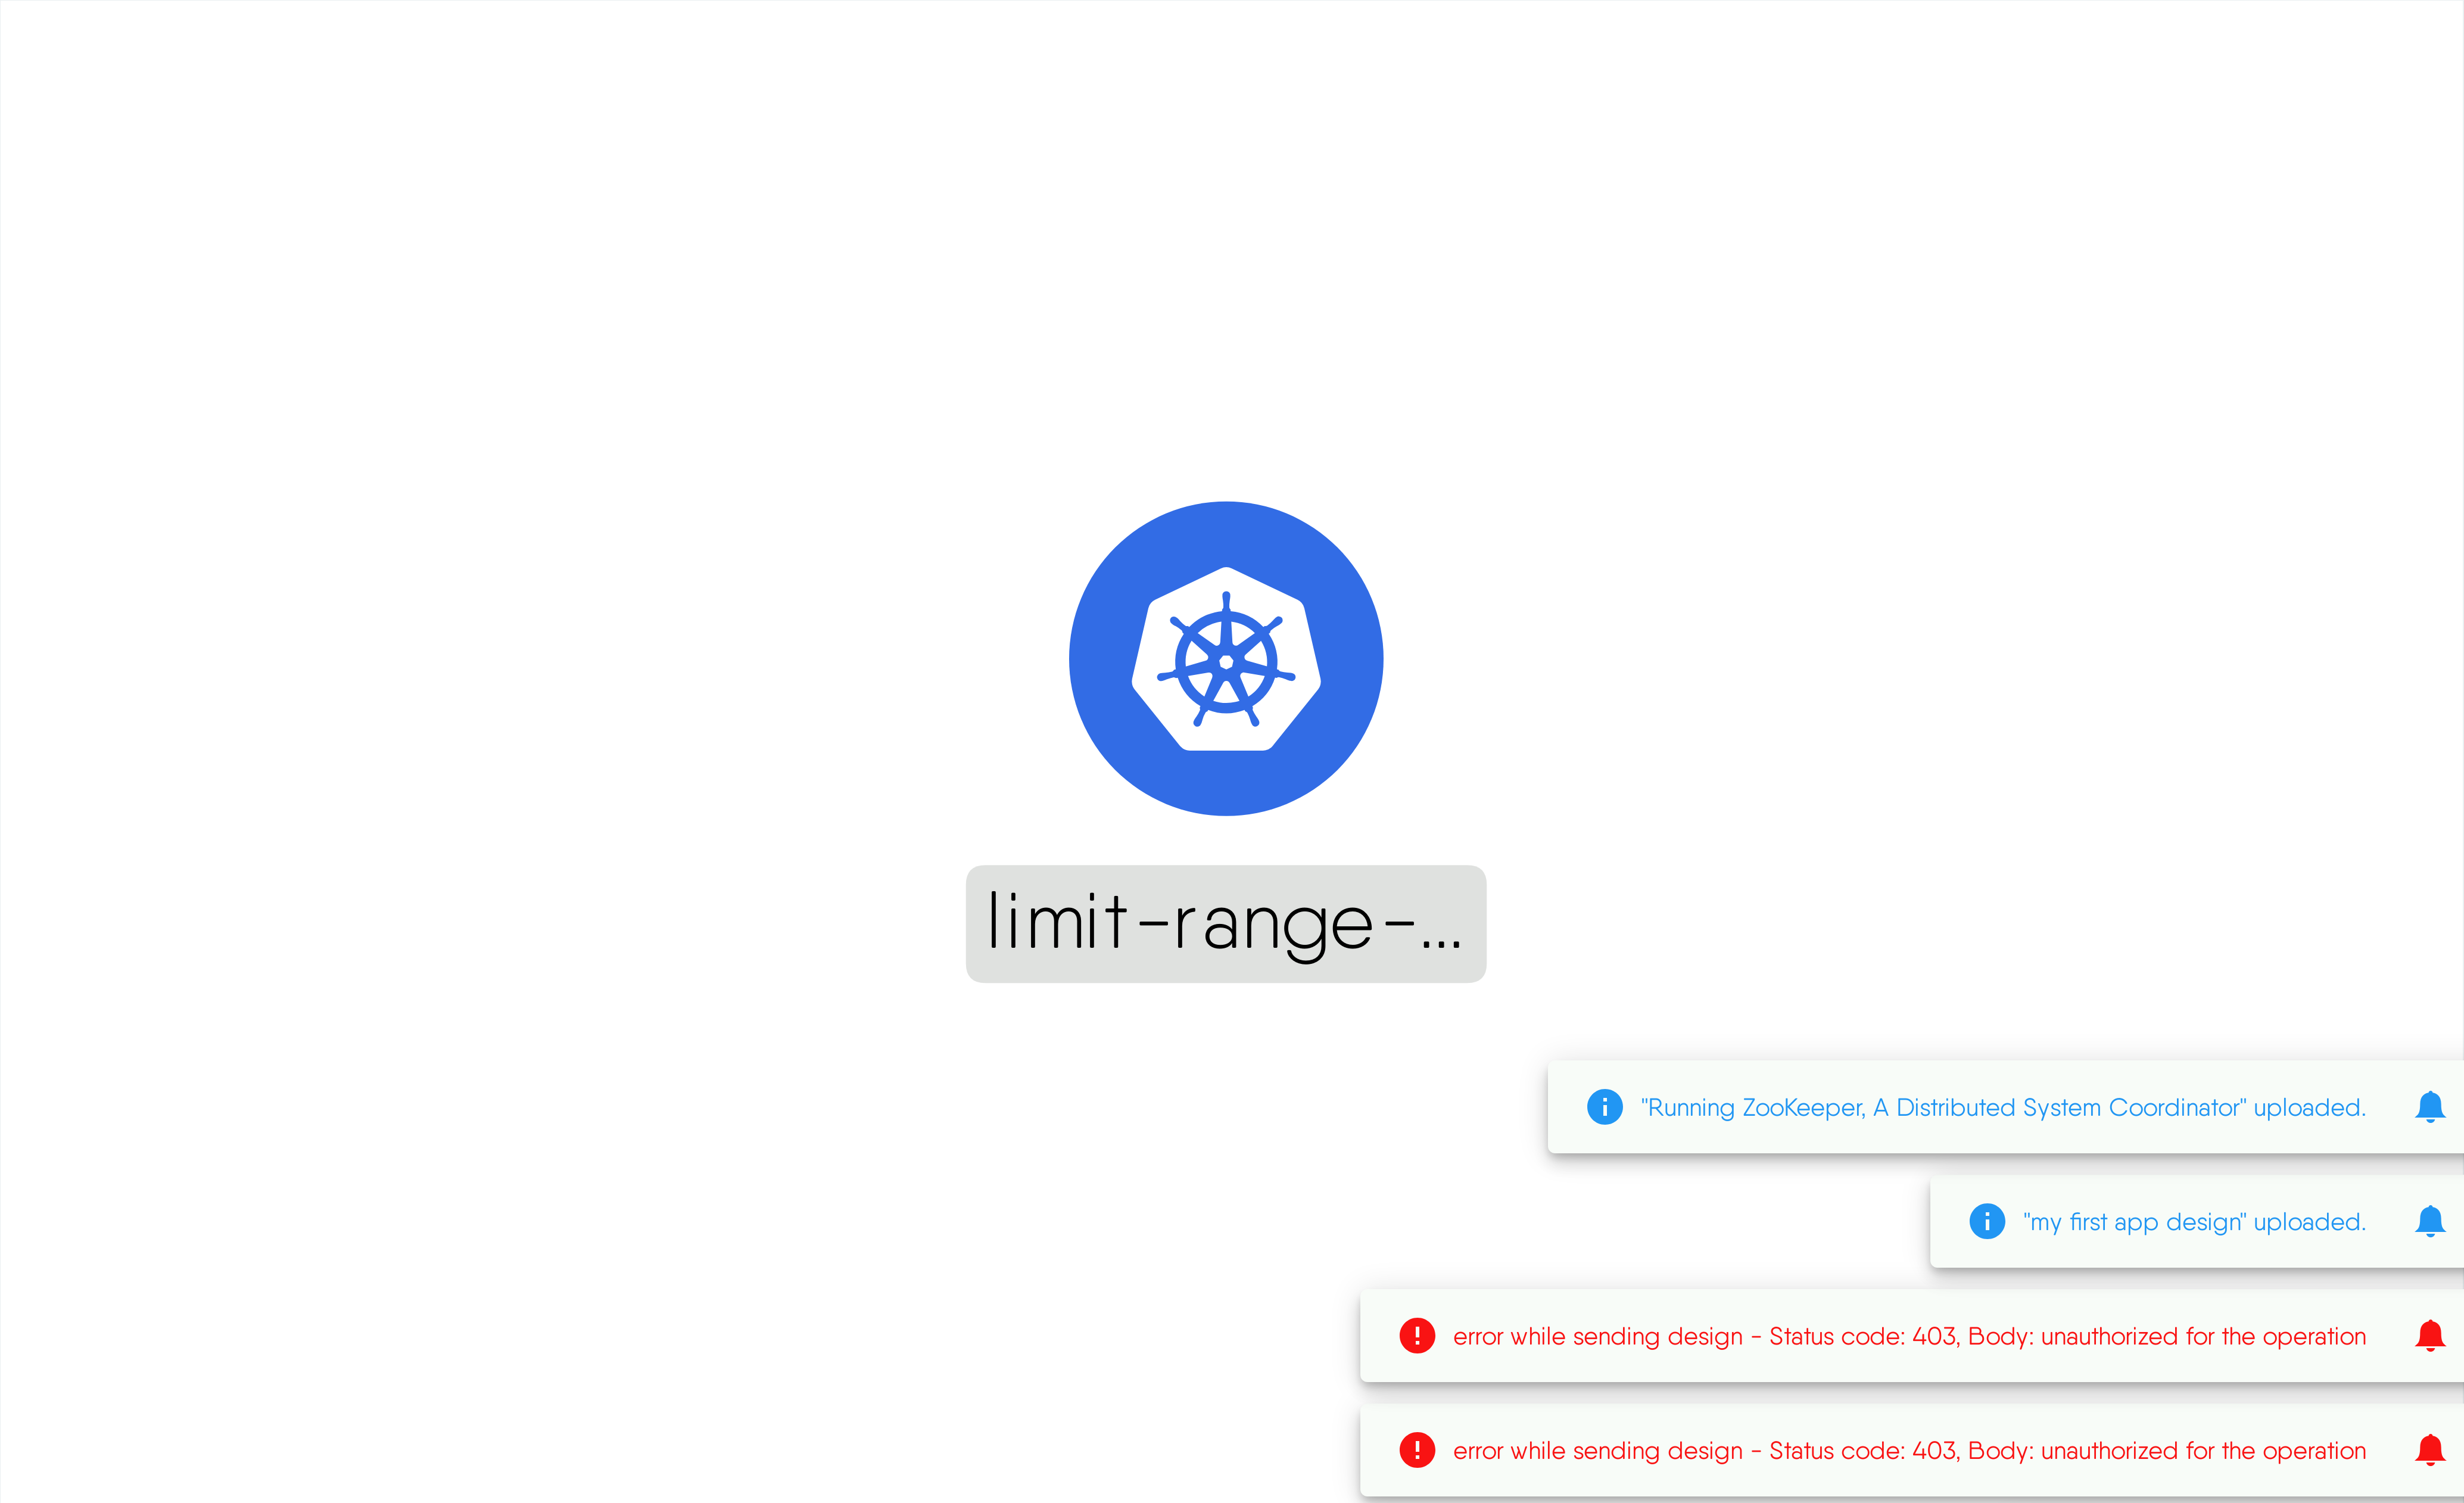 limit-range-...
"Running ZooKeeper, A Distributed System Coordinator" uploaded.
"my first app design" uploaded.
error while sending design - Status code: 403, Body: unauthorized for the operation
error while sending design - Status code: 403, Body: unauthorized for the operation